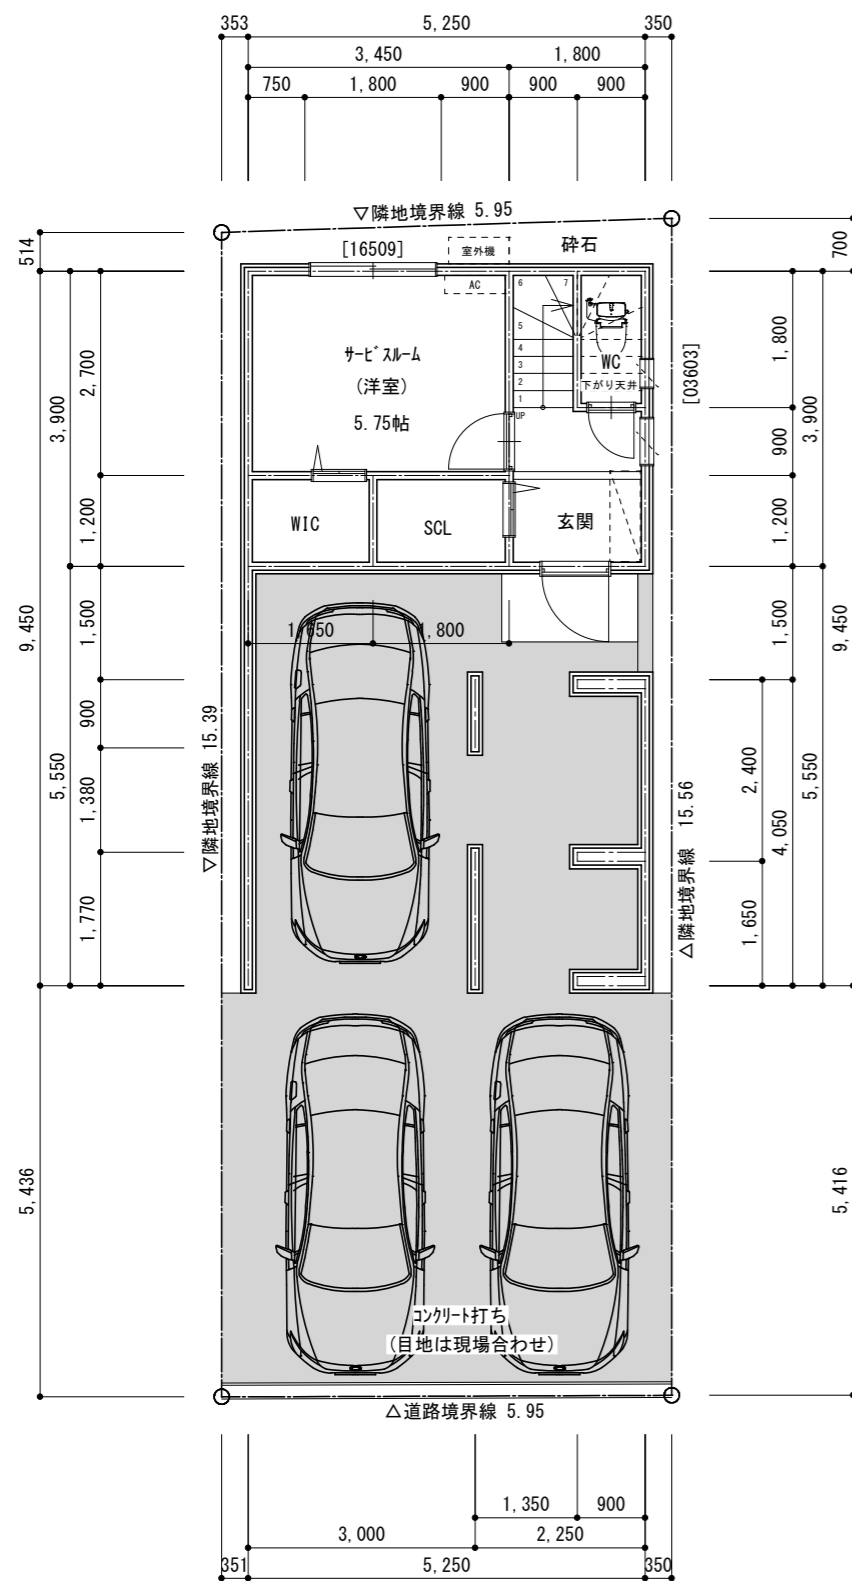 353 5,250 350
3,450 1,800
750 1,800 900 900 900
▽隣地境界線 5.95
514
700
[16509]
室外機
砕石
AC
6 7
5
4
3
2
1
UP
サービスルーム
(洋室)
5.75帖
WC
下がり天井
[03603]
2,700
3,900
1,800
900
3,900
1,200
1,200
WIC
SCL
玄関
9,450
1,500
1,650 1,800
1,500
9,450
900
5,550
1,380
▽隣地境界線 15.39
2,400
5,550
4,050
△隣地境界線 15.56
1,770
1,650
5,436
5,416
コンクリート打ち
(目地は現場合わせ)
△道路境界線 5.95
1,350 900
3,000 2,250
351 5,250 350